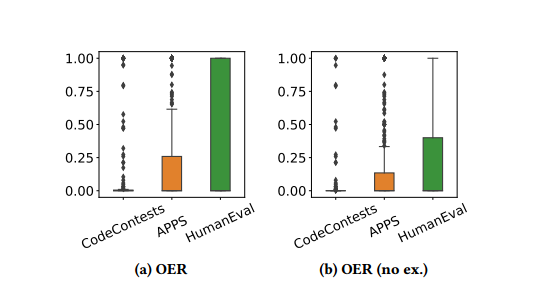 1.00
0.75
0.50
0.25
0.00
CodeContests
APPS
HumanEval
(a) OER
1.00
0.75
0.50
0.25
0.00
CodeContests
APPS
HumanEval
(b) OER (no ex.)